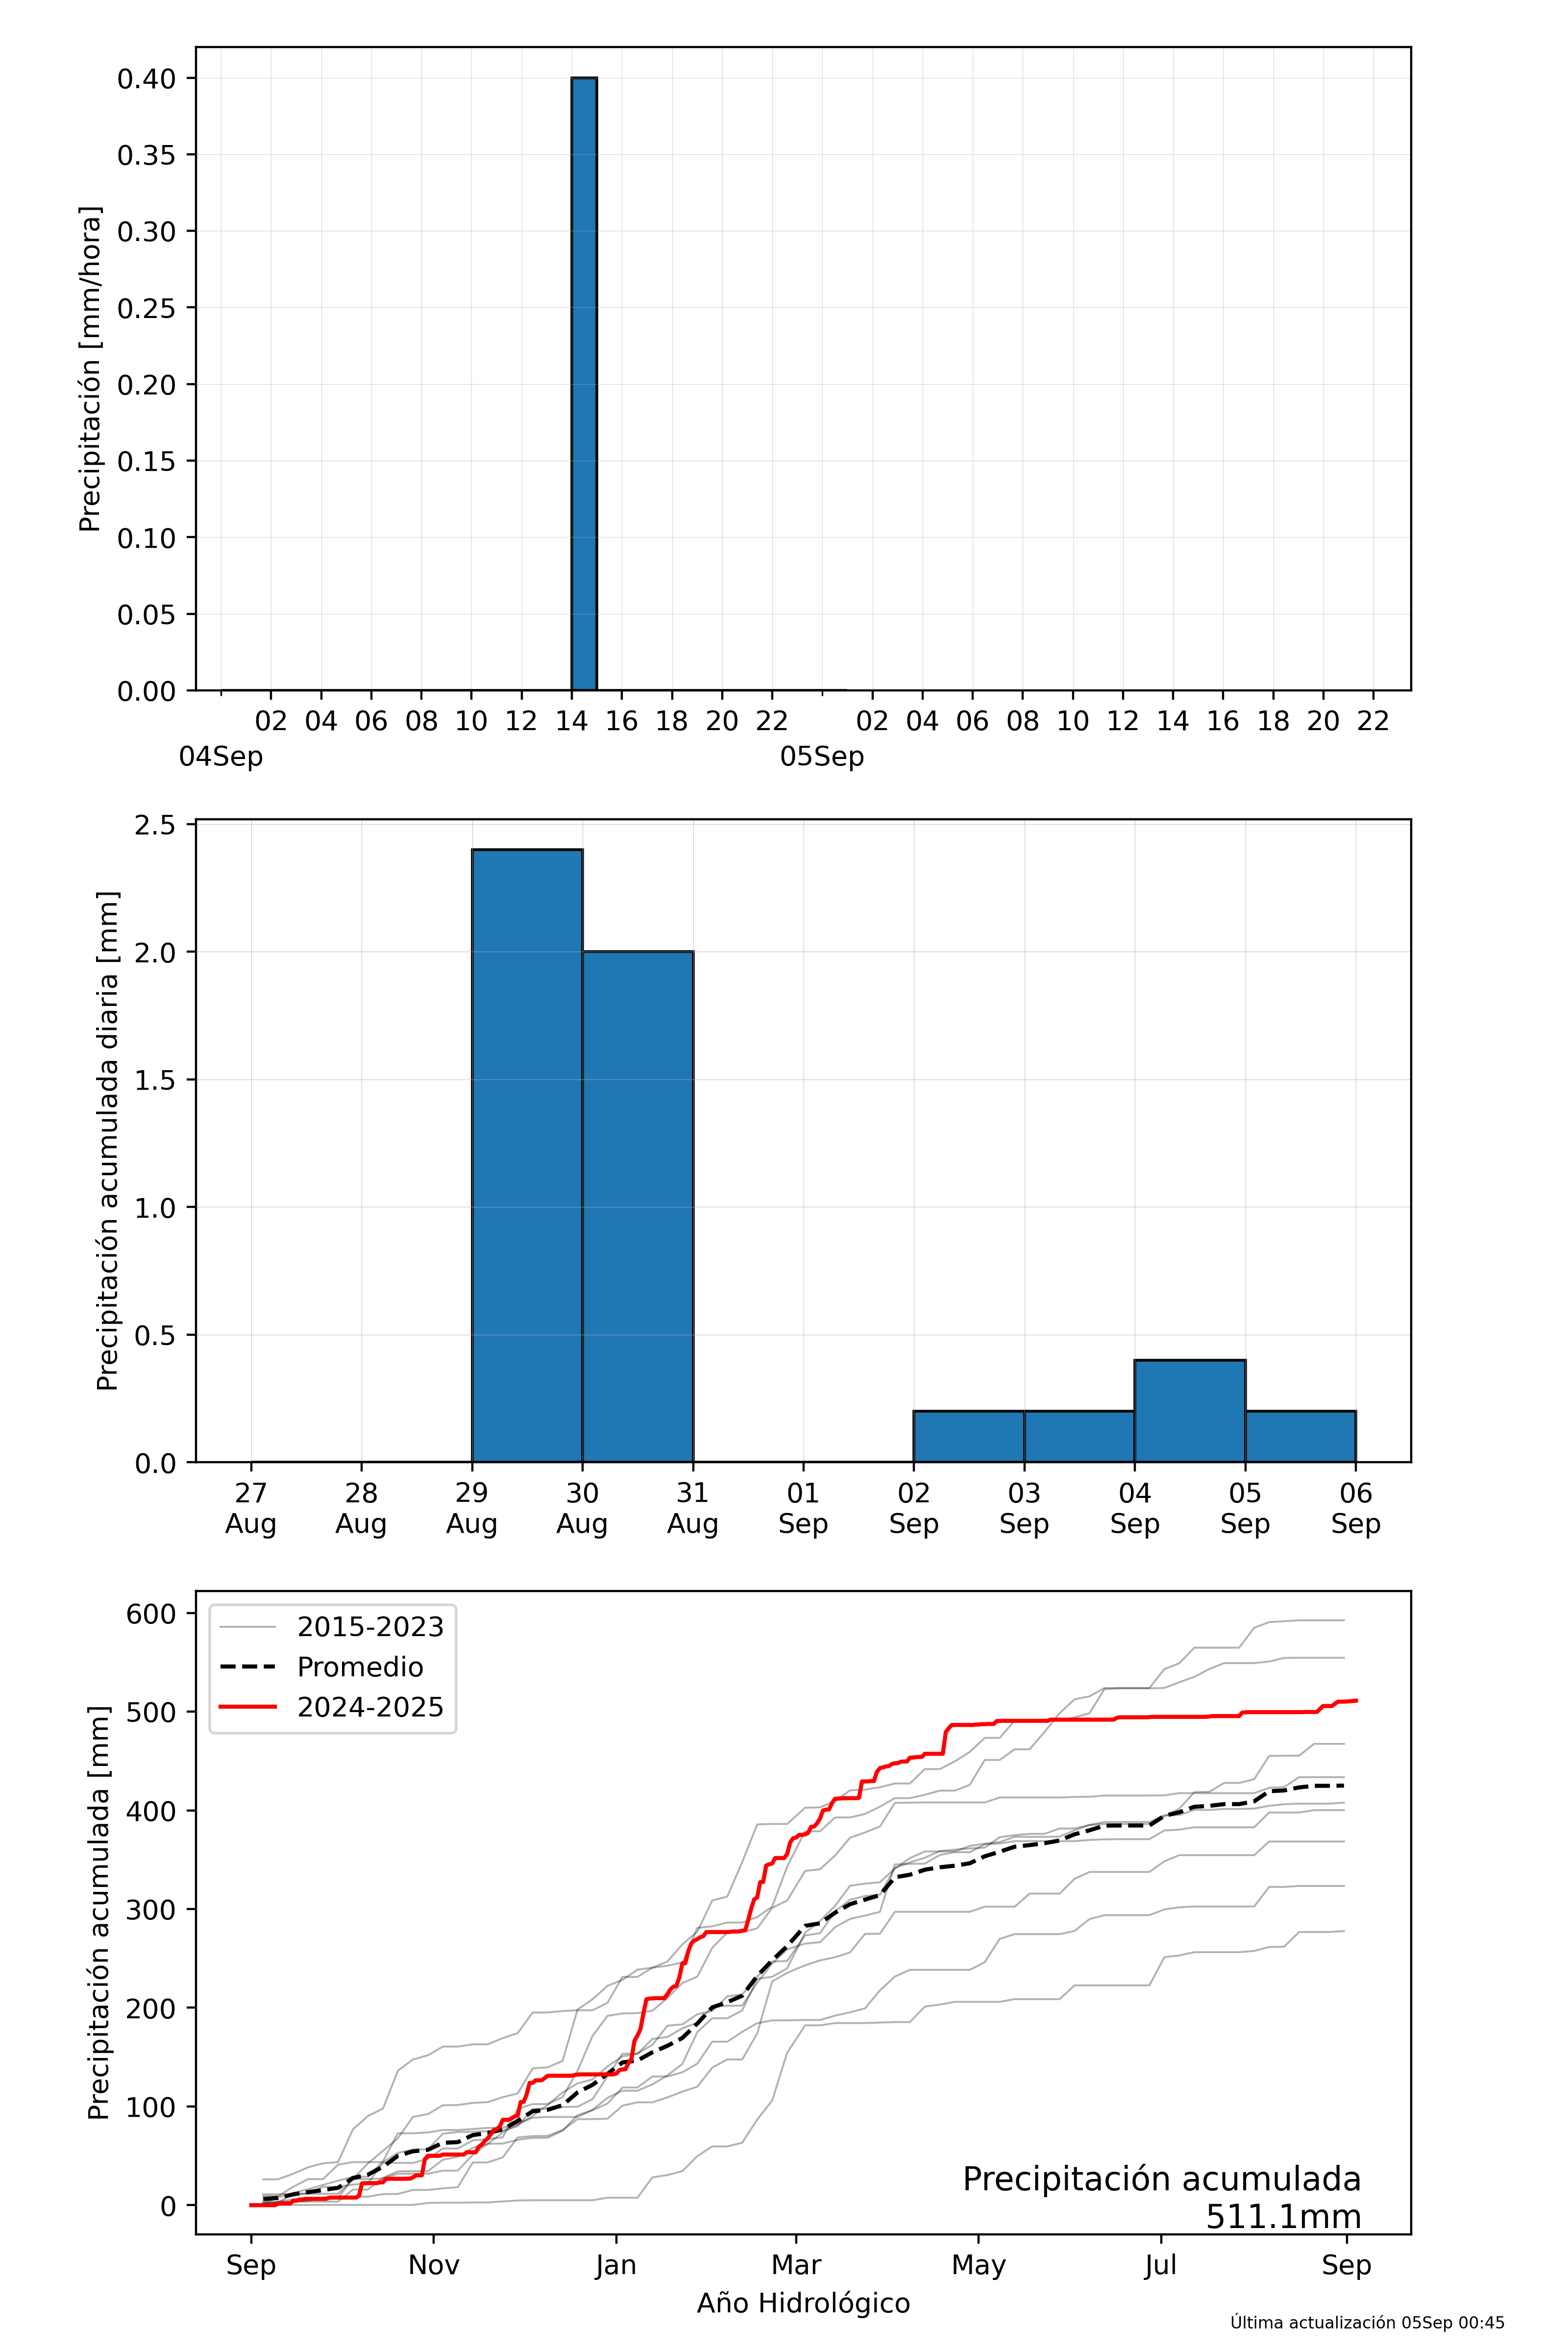 0.40
0.35
0.30
0.25
0.20
0.15
0.10
0.05
0.00
Precipitación [mm/hora]
02 04 06 08 10 12 14 16 18 20 22 02 04 06 08 10 12 14 16 18 20 22
04Sep 05Sep
2.5
2.0
1.5
1.0
0.5
0.0
Precipitación acumulada diaria [mm]
27 28 29 30 31 01 02 03 04 05 06
Aug Aug Aug Aug Aug Sep Sep Sep Sep Sep Sep
600
500
400
300
200
100
0
Precipitación acumulada [mm]
2015-2023
Promedio
2024-2025
Precipitación acumulada
511.1mm
Sep Nov Jan Mar May Jul Sep
Año Hidrológico
Última actualización 05Sep 00:45